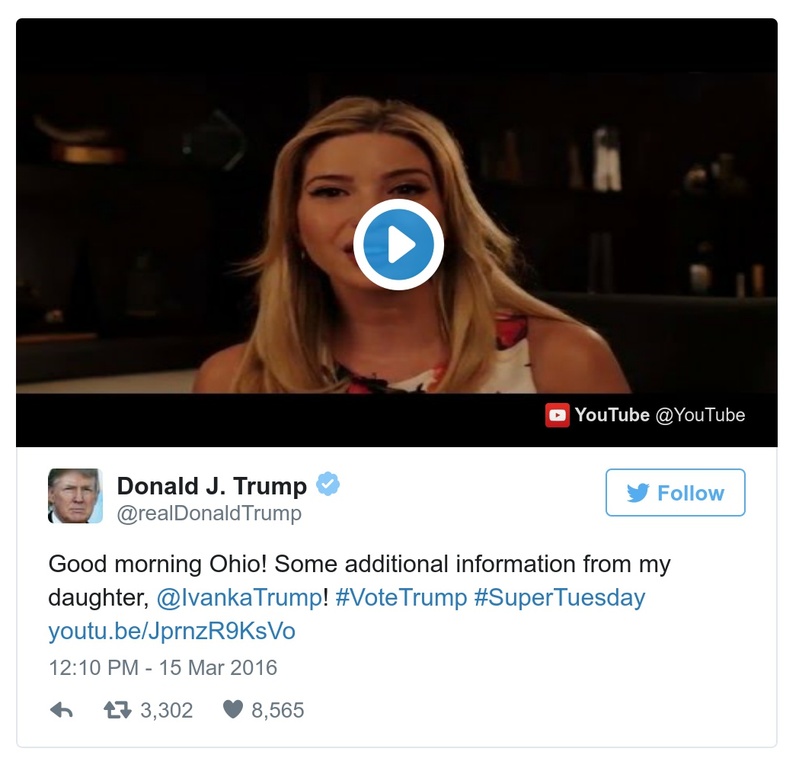 YouTube @YouTube
Donald J. Trump
@realDonaldTrump
Follow
Good morning Ohio! Some additional information from my
daughter, @IvankaTrump! #VoteTrump #SuperTuesday
youtu.be/JprnzR9KsVo
12:10 PM - 15 Mar 2016
3,302 8,565